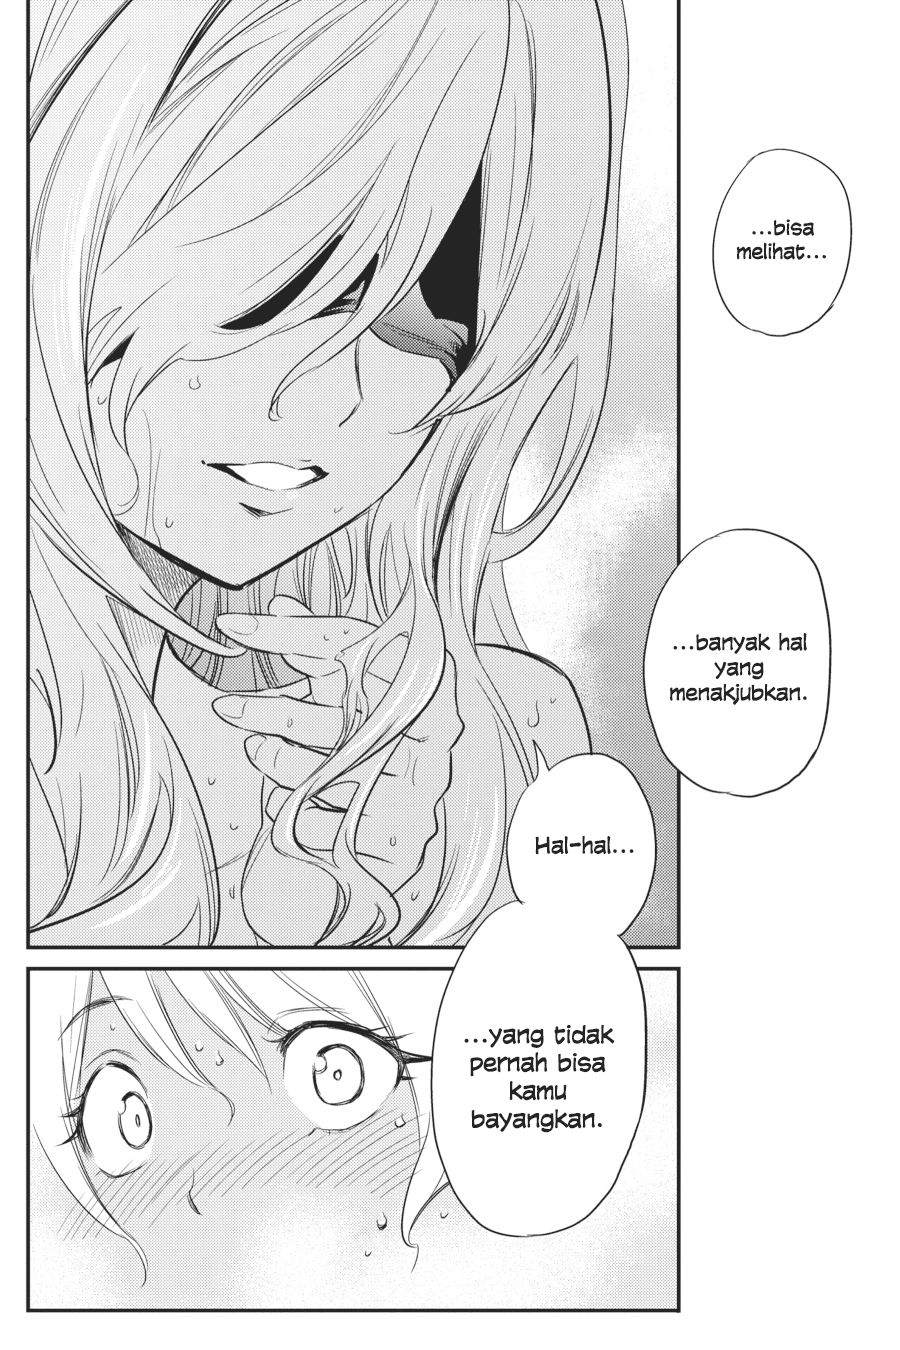 ...bisa
melihat...
...banyak hal
yang
menakjubkan.
Hal-hal...
...yang tidak
pernah bisa
kamu
bayangkan.